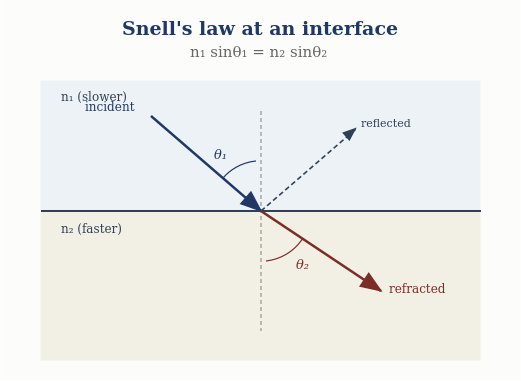 Snell's law at an interface
n₁ sinθ₁ = n₂ sinθ₂
n₁ (slower)
incident
reflected
θ₁
n₂ (faster)
θ₂
refracted